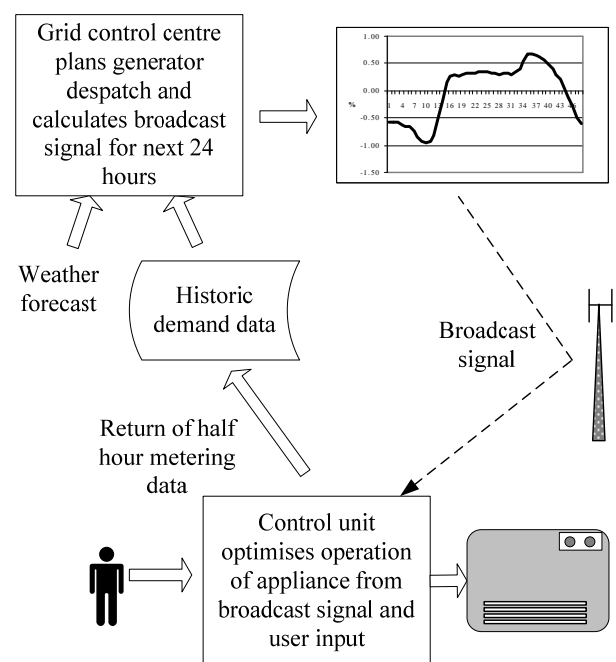 Grid control centre
plans generator
despatch and
calculates broadcast
signal for next 24
hours
1.00
0.50
0.00
-0.50
-1.00
-1.50
%
1 4 7 10 13 16 19 22 25 28 31 34 37 40 43 46
Weather
forecast
Historic
demand data
Broadcast
signal
Return of half
hour metering
data
Control unit
optimises operation
of appliance from
broadcast signal and
user input